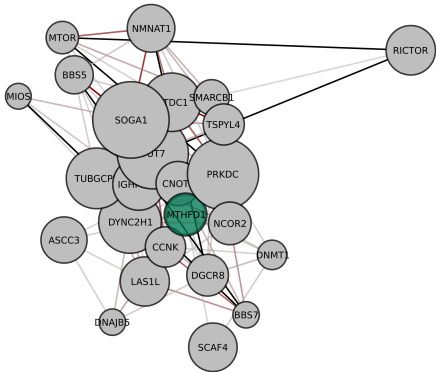 NMNAT1
MTOR
RICTOR
BBS5
MIOS
TDC1
SMARCB1
SOGA1
TSPYL4
UT7
TUBGCP
IGH
CNOT
PRKDC
MTHFD1
DYNC2H1
NCOR2
ASCC3
CCNK
DNMT1
LAS1L
DGCR8
DNAJB5
BBS7
SCAF4